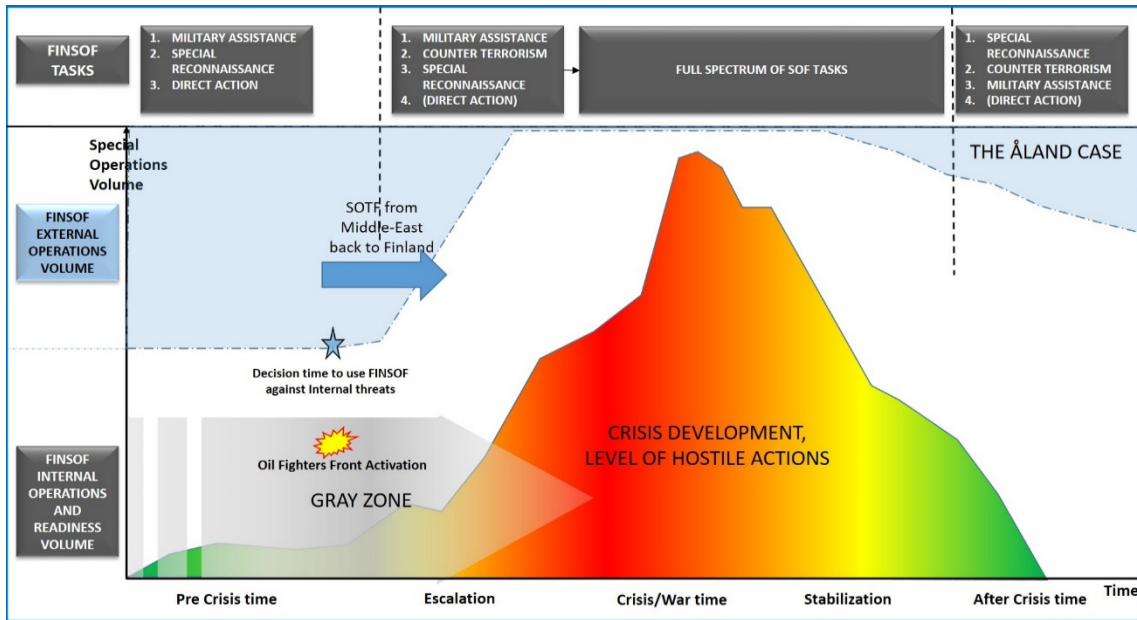 FINSOF
TASKS
1. MILITARY ASSISTANCE
2. SPECIAL
RECONNAISSANCE
3. DIRECT ACTION
1. MILITARY ASSISTANCE
2. COUNTER TERRORISM
3. SPECIAL
RECONNAISSANCE
4. (DIRECT ACTION)
FULL SPECTRUM OF SOF TASKS
1. SPECIAL
RECONNAISSANCE
2. COUNTER TERRORISM
3. MILITARY ASSISTANCE
4. (DIRECT ACTION)
Special
Operations
Volume
THE ÅLAND CASE
FINSOF
EXTERNAL
OPERATIONS
VOLUME
SOTF from
Middle-East
back to Finland
Decision time to use FINSOF
against Internal threats
FINSOF
INTERNAL
OPERATIONS
AND
READINESS
VOLUME
Oil Fighters Front Activation
GRAY ZONE
CRISIS DEVELOPMENT,
LEVEL OF HOSTILE ACTIONS
Time
Pre Crisis time
Escalation
Crisis/War time
Stabilization
After Crisis time